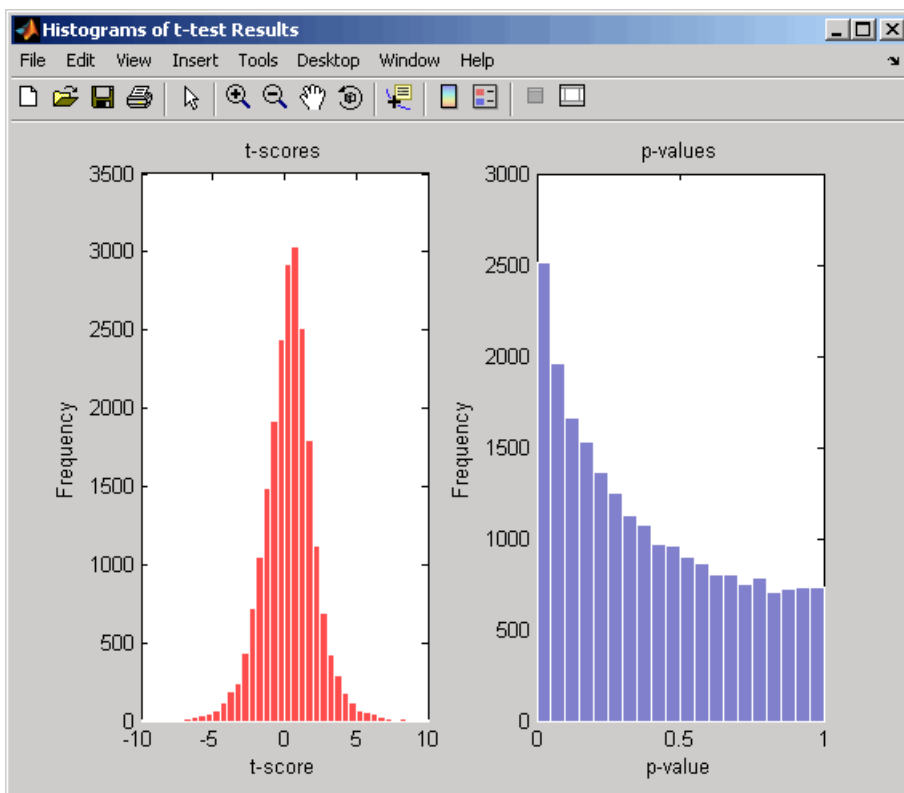 Histograms of t-test Results
File Edit View Insert Tools Desktop Window Help
t-scores
3500
3000
2500
2000
1500
1000
500
0
Frequency
-10 -5 0 5 10
t-score
p-values
3000
2500
2000
1500
1000
500
0
Frequency
0 0.5 1
p-value